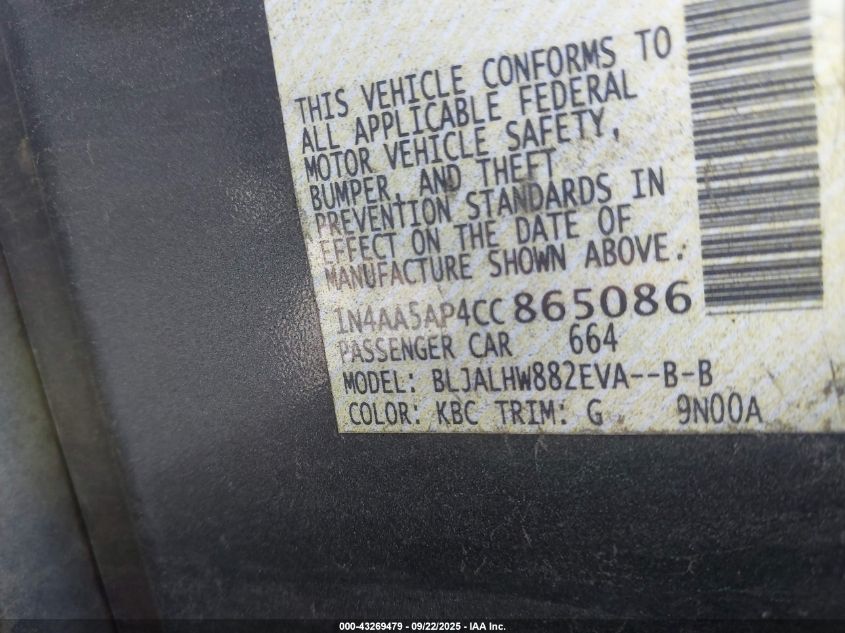 THIS VEHICLE CONFORMS TO
ALL APPLICABLE FEDERAL
MOTOR VEHICLE SAFETY,
BUMPER, AND THEFT
PREVENTION STANDARDS IN
EFFECT ON THE DATE OF
MANUFACTURE SHOWN ABOVE.
1N4AA5AP4CC865086
PASSENGER CAR 664
MODEL: BLJALHW882EVA--B-B
COLOR: KBC TRIM: G 9N00A
000-43269479 - 09/22/2025 - IAA Inc.